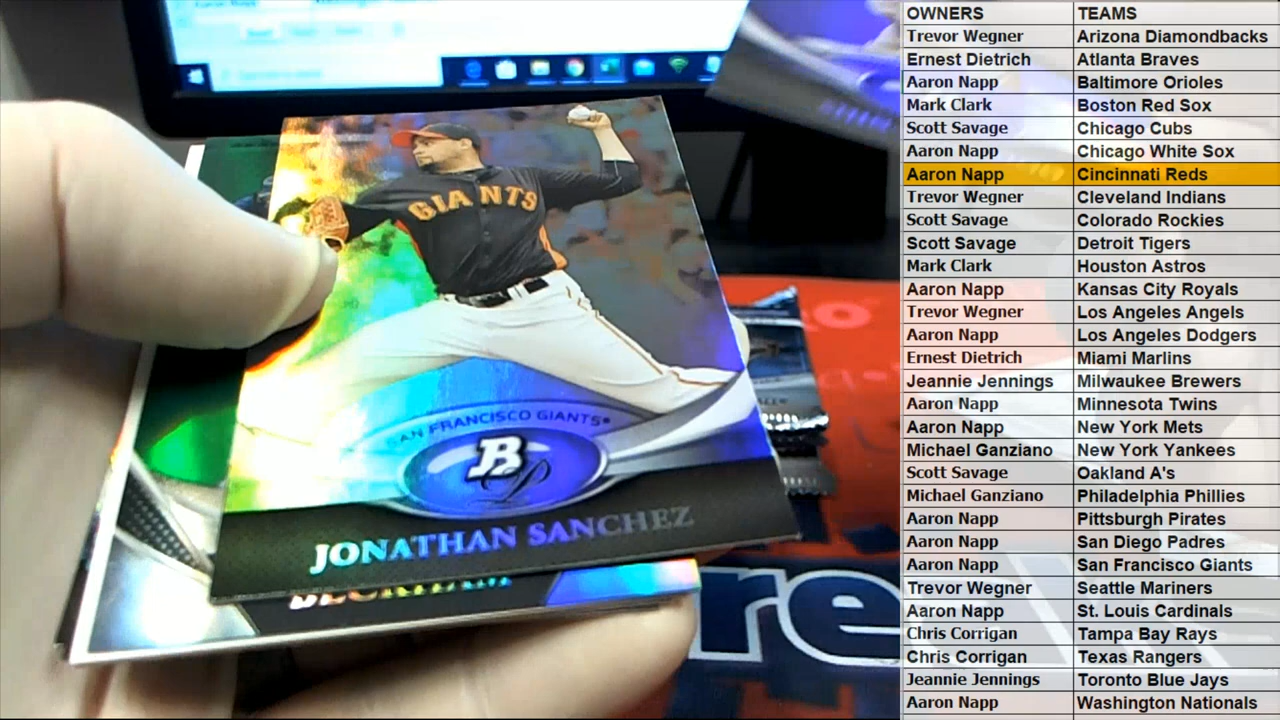 GIANTS
SAN FRANCISCO GIANTS®
B
P
JONATHAN SANCHEZ
BECKHAM
re
OWNERS TEAMS
Trevor Wegner Arizona Diamondbacks
Ernest Dietrich Atlanta Braves
Aaron Napp Baltimore Orioles
Mark Clark Boston Red Sox
Scott Savage Chicago Cubs
Aaron Napp Chicago White Sox
Aaron Napp Cincinnati Reds
Trevor Wegner Cleveland Indians
Scott Savage Colorado Rockies
Scott Savage Detroit Tigers
Mark Clark Houston Astros
Aaron Napp Kansas City Royals
Trevor Wegner Los Angeles Angels
Aaron Napp Los Angeles Dodgers
Ernest Dietrich Miami Marlins
Jeannie Jennings Milwaukee Brewers
Aaron Napp Minnesota Twins
Aaron Napp New York Mets
Michael Ganziano New York Yankees
Scott Savage Oakland A's
Michael Ganziano Philadelphia Phillies
Aaron Napp Pittsburgh Pirates
Aaron Napp San Diego Padres
Aaron Napp San Francisco Giants
Trevor Wegner Seattle Mariners
Aaron Napp St. Louis Cardinals
Chris Corrigan Tampa Bay Rays
Chris Corrigan Texas Rangers
Jeannie Jennings Toronto Blue Jays
Aaron Napp Washington Nationals